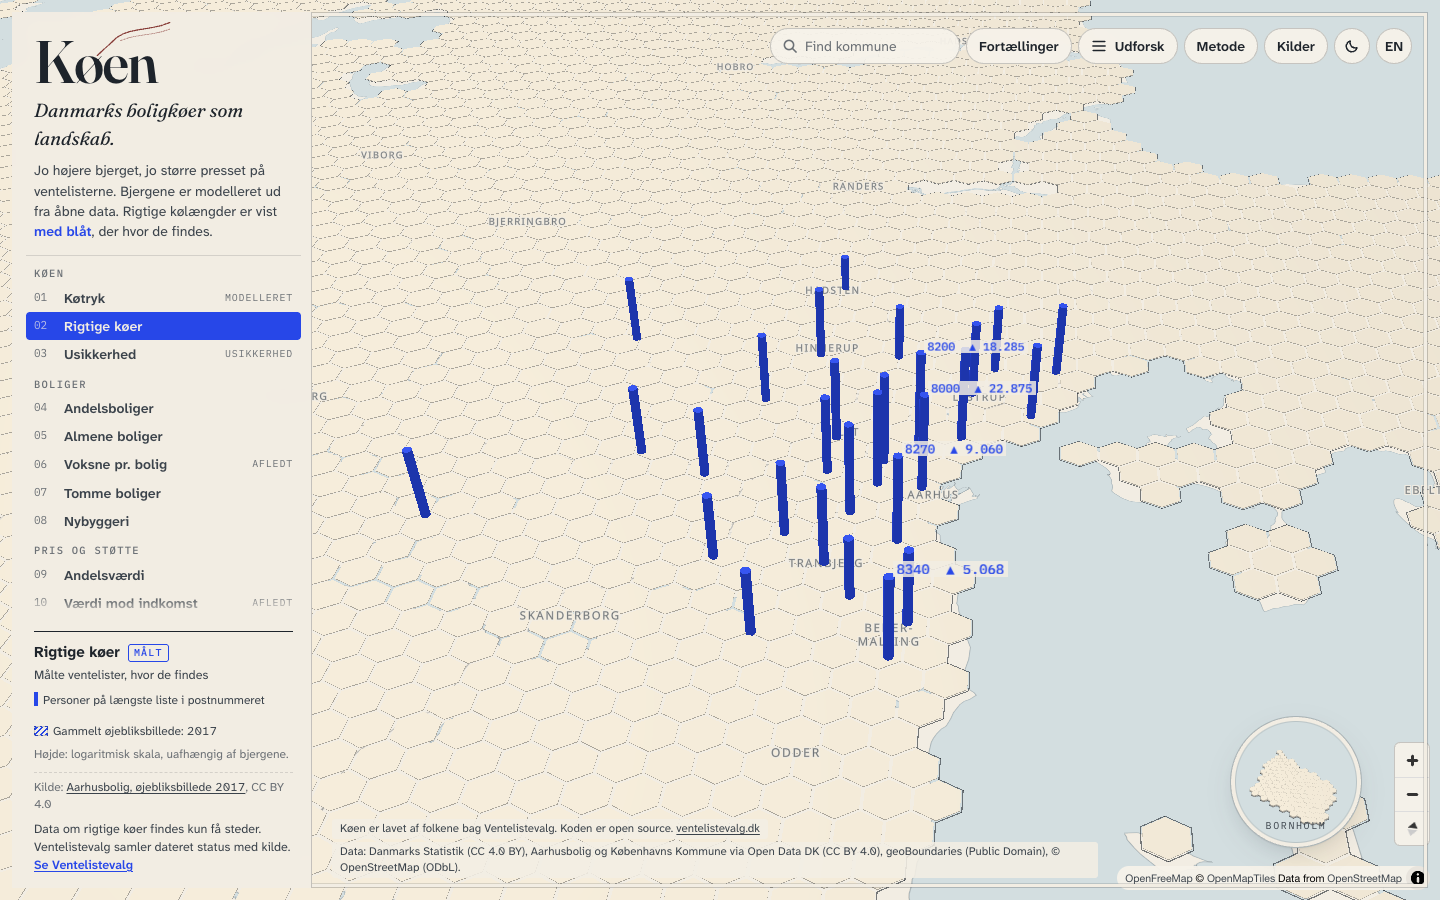 Køen
Danmarks boligkøer som
landskab.
Jo højere bjerget, jo større presset på
ventelisterne. Bjergene er modelleret ud
fra åbne data. Rigtige kølængder er vist
med blåt, der hvor de findes.
KØEN
01 Køtryk MODELLERET
02 Rigtige køer
03 Usikkerhed USIKKERHED
BOLIGER
04 Andelsboliger
05 Almene boliger
06 Voksne pr. bolig AFLEDT
07 Tomme boliger
08 Nybyggeri
PRIS OG STØTTE
09 Andelsværdi
10 Værdi mod indkomst AFLEDT
Rigtige køer MÅLT
Målte ventelister, hvor de findes
Personer på længste liste i postnummeret
Gammelt øjebliksbillede: 2017
Højde: logaritmisk skala, uafhængig af bjergene.
Kilde: Aarhusbolig, øjebliksbillede 2017, CC BY
4.0
Data om rigtige køer findes kun få steder.
Ventelistevalg samler dateret status med kilde.
Se Ventelistevalg
Find kommune
Fortællinger
Udforsk
Metode
Kilder
EN
HOBRO
VIBORG
RANDERS
BJERRINGBRO
8200 ▲ 18.285
8000 ▲ 22.875
8270 ▲ 9.060
AARHUS
8340 ▲ 5.068
SKANDERBORG
ODDER
BORNHOLM
Køen er lavet af folkene bag Ventelistevalg. Koden er open source. ventelistevalg.dk
Data: Danmarks Statistik (CC 4.0 BY), Aarhusbolig og Københavns Kommune via Open Data DK (CC BY 4.0), geoBoundaries (Public Domain), ©
OpenStreetMap (ODbL).
OpenFreeMap © OpenMapTiles Data from OpenStreetMap